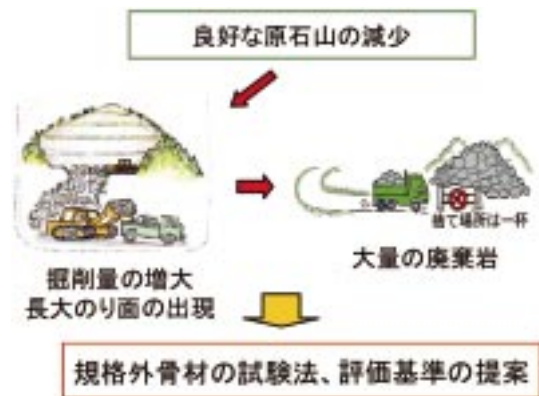 良好な原石山の減少
捨て場所は一杯
大量の廃棄岩
掘削量の増大
長大のり面の出現
規格外骨材の試験法、評価基準の提案